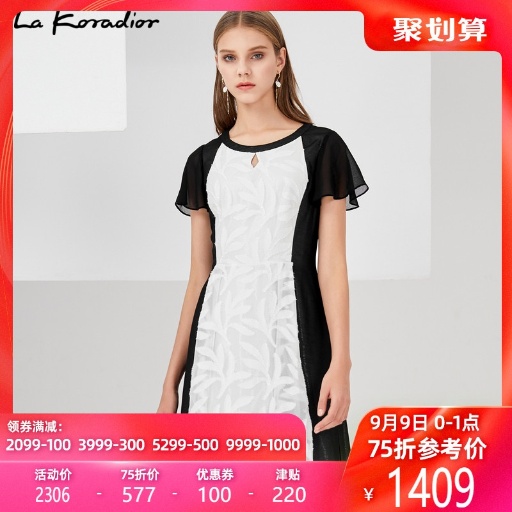 La Koradior
聚划算
领券满减:
2099-100 3999-300 5299-500 9999-1000
活动价 75折价 优惠券 津贴
2306 - 577 - 100 - 220
9月9日 0-1点
75折参考价
¥1409